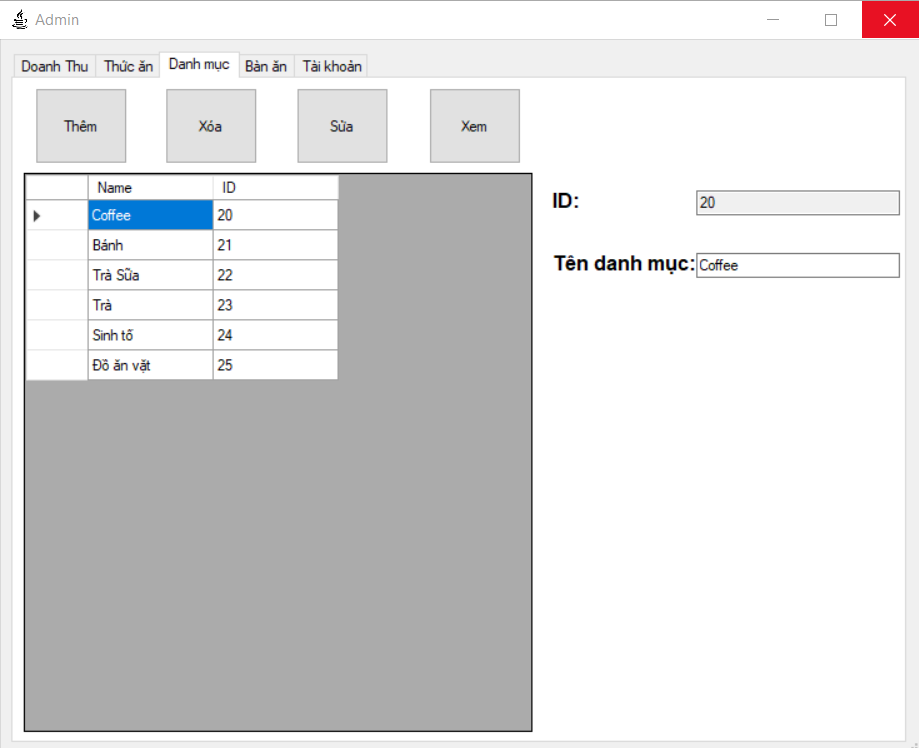 Admin
Doanh Thu Thức ăn Danh mục Bàn ăn Tài khoản
Thêm Xóa Sửa Xem
Name ID
Coffee 20
Bánh 21
Trà Sữa 22
Trà 23
Sinh tố 24
Đồ ăn vặt 25
ID: 20
Tên danh mục: Coffee